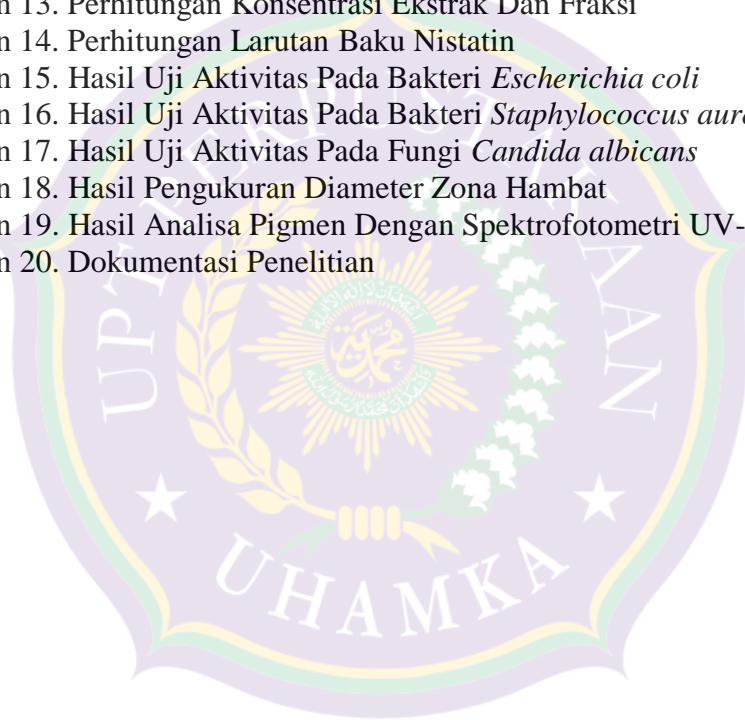 n 13. Perhitungan Konsentrasi Ekstrak Dan Fraksi
n 14. Perhitungan Larutan Baku Nistatin
n 15. Hasil Uji Aktivitas Pada Bakteri Escherichia coli
n 16. Hasil Uji Aktivitas Pada Bakteri Staphylococcus aure
n 17. Hasil Uji Aktivitas Pada Fungi Candida albicans
n 18. Hasil Pengukuran Diameter Zona Hambat
n 19. Hasil Analisa Pigmen Dengan Spektrofotometri UV-
n 20. Dokumentasi Penelitian
UPT PERPUSTAKAAN
UHAMKA